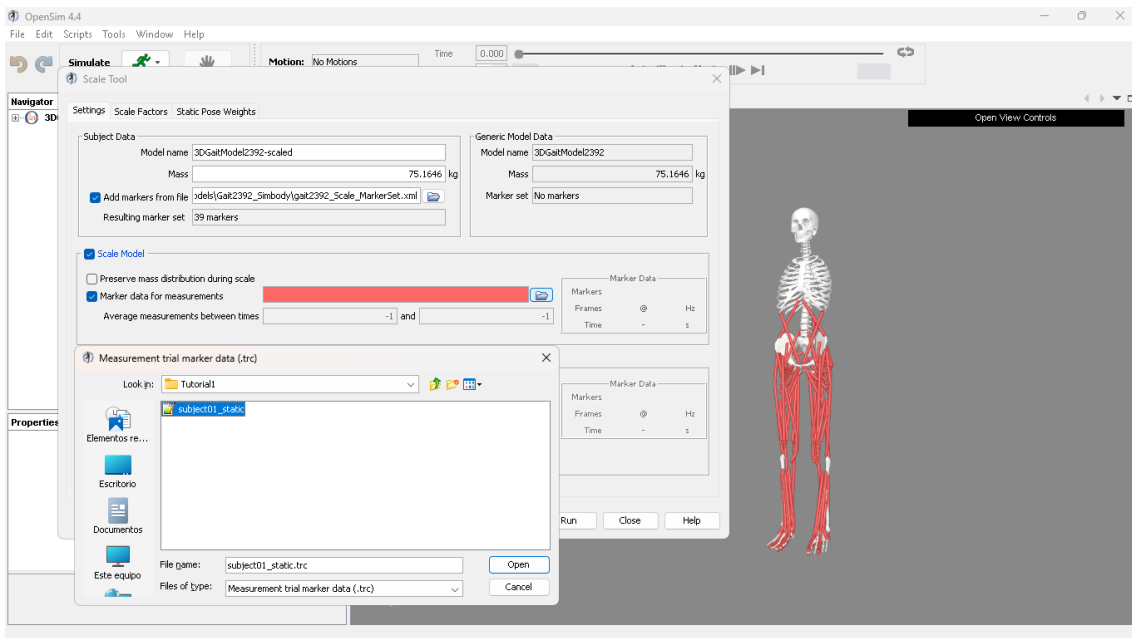 OpenSim 4.4
File Edit Scripts Tools Window Help
Simulate
Motion: No Motions
Time 0.000
Scale Tool
Navigator
3D
Settings Scale Factors Static Pose Weights
Subject Data
Model name 3DGaitModel2392-scaled
Mass 75.1646 kg
Add markers from file odels\Gait2392_Simbody\gait2392_Scale_MarkerSet.xml
Resulting marker set 39 markers
Generic Model Data
Model name 3DGaitModel2392
Mass 75.1646 kg
Marker set No markers
Open View Controls
Scale Model
Preserve mass distribution during scale
Marker data for measurements
Average measurements between times -1 and -1
Marker Data
Markers
Frames @ Hz
Time - s
Measurement trial marker data (.trc)
Look in: Tutorial1
subject01_static
Elementos re...
Escritorio
Documentos
Este equipo
File name: subject01_static.trc
Files of type: Measurement trial marker data (.trc)
Open
Cancel
Marker Data
Markers
Frames @ Hz
Time - s
Properties
Run Close Help